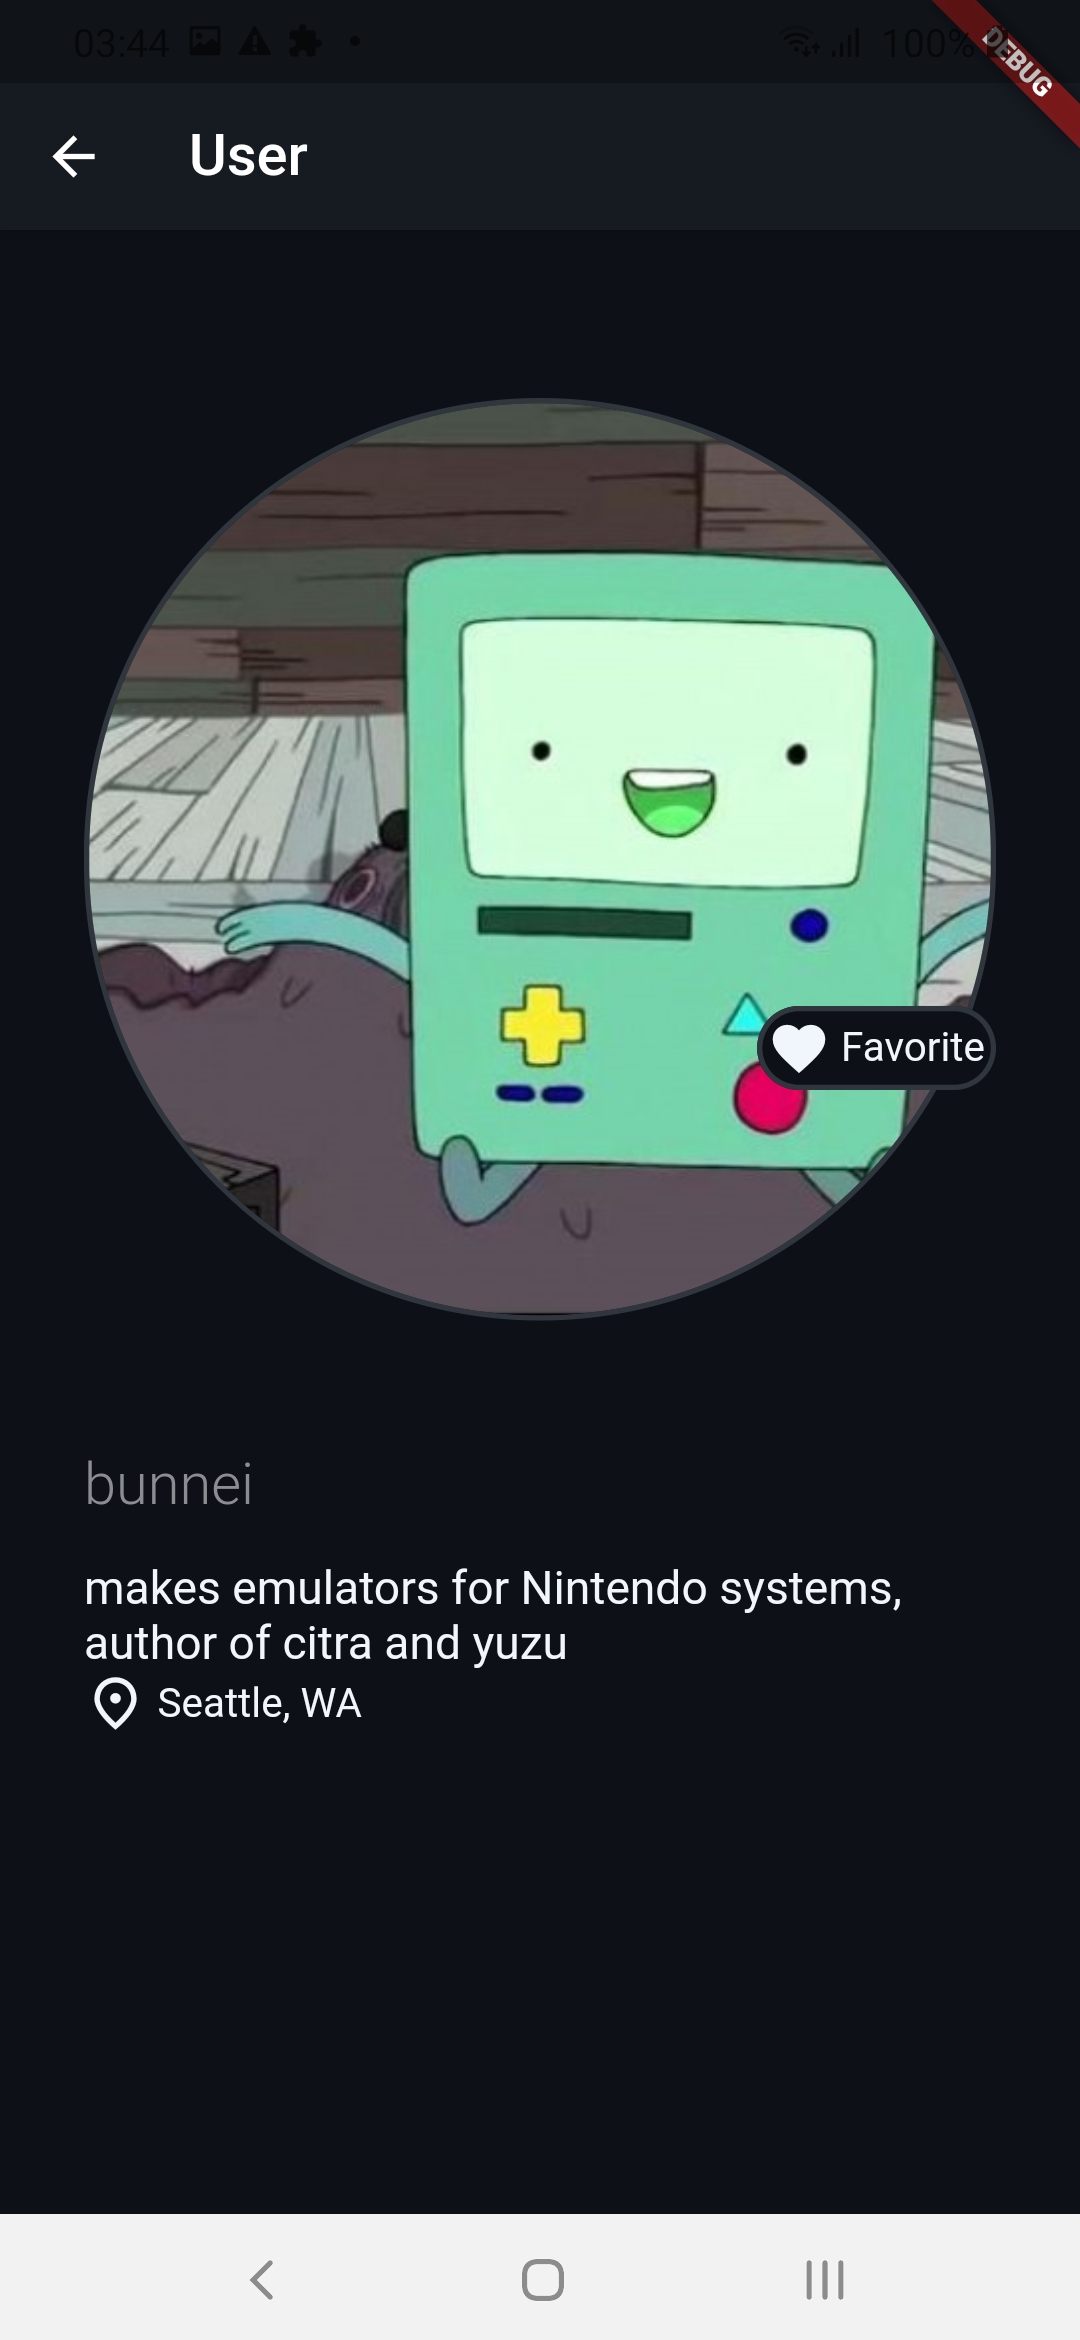 03:44
100%
DEBUG
User
Favorite
bunnei
makes emulators for Nintendo systems,
author of citra and yuzu
Seattle, WA